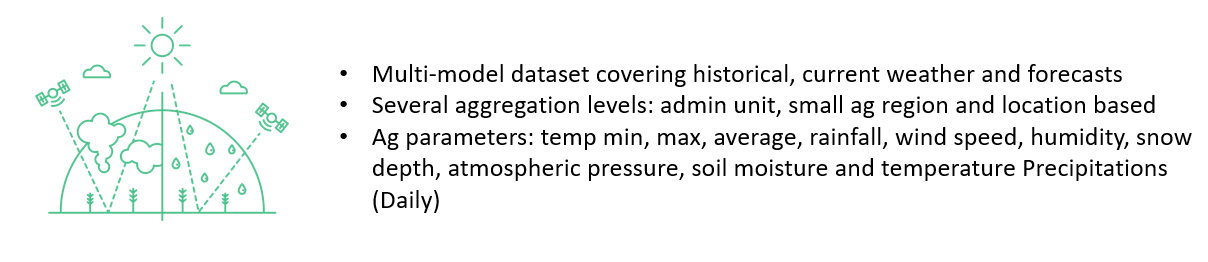 • Multi-model dataset covering historical, current weather and forecasts
• Several aggregation levels: admin unit, small ag region and location based
• Ag parameters: temp min, max, average, rainfall, wind speed, humidity, snow
depth, atmospheric pressure, soil moisture and temperature Precipitations
(Daily)